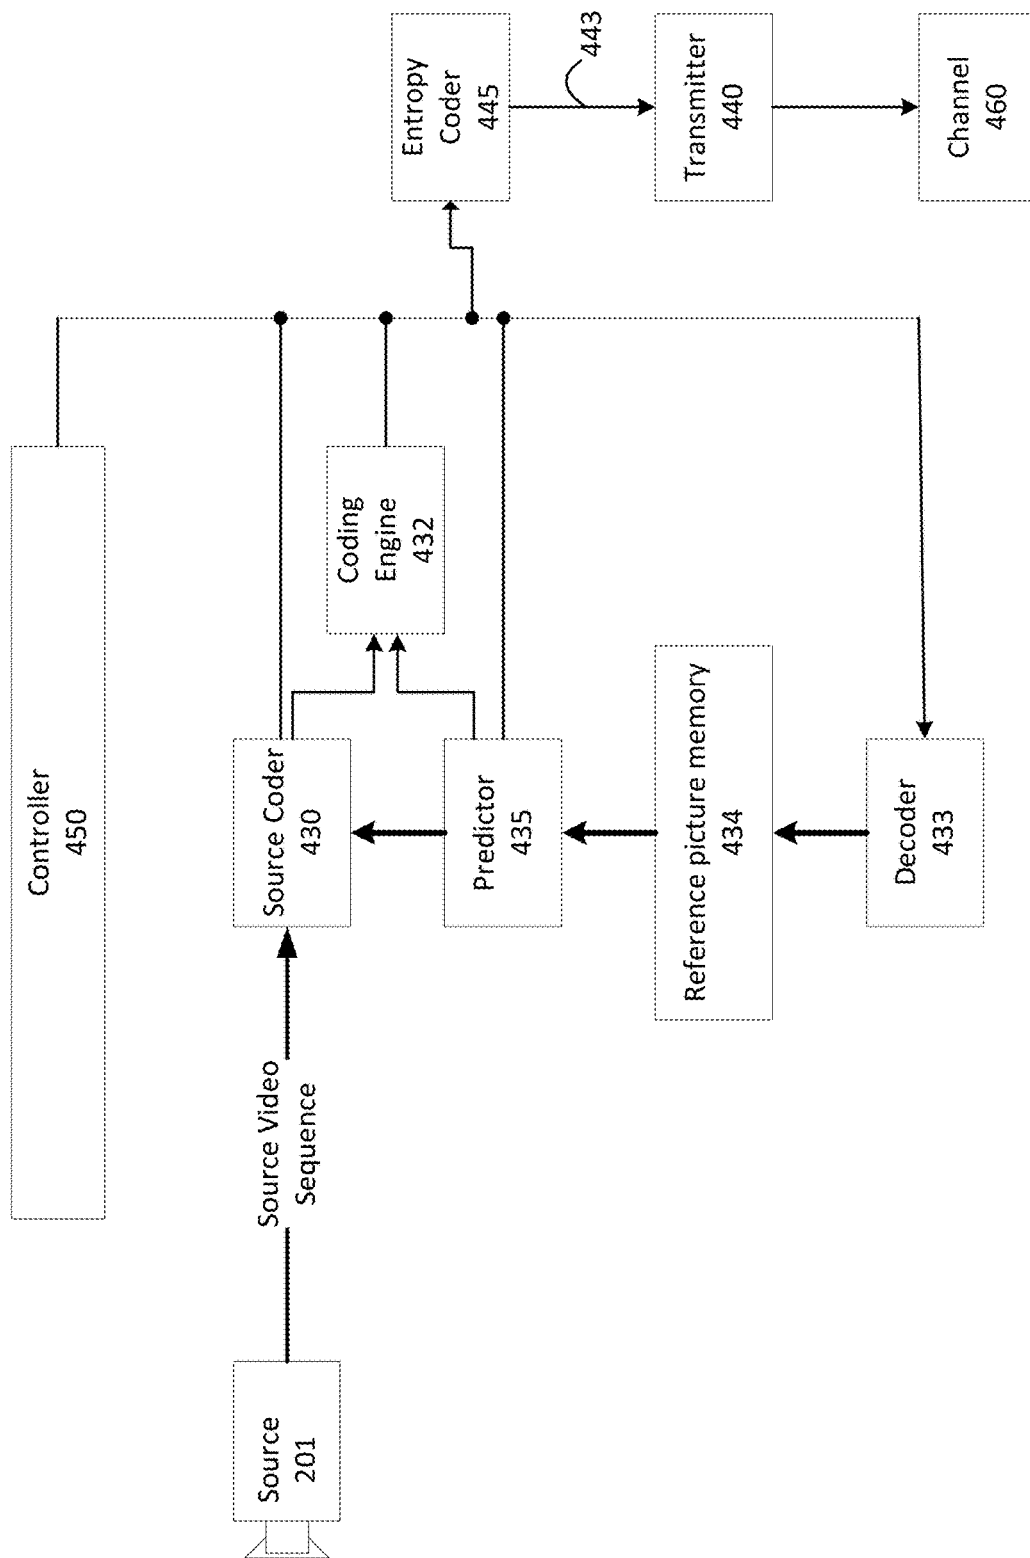 Controller
450
Source
201
Source Video
Sequence
Source Coder
430
Coding
Engine
432
Predictor
435
Reference picture memory
434
Decoder
433
Entropy
Coder
445
443
Transmitter
440
Channel
460